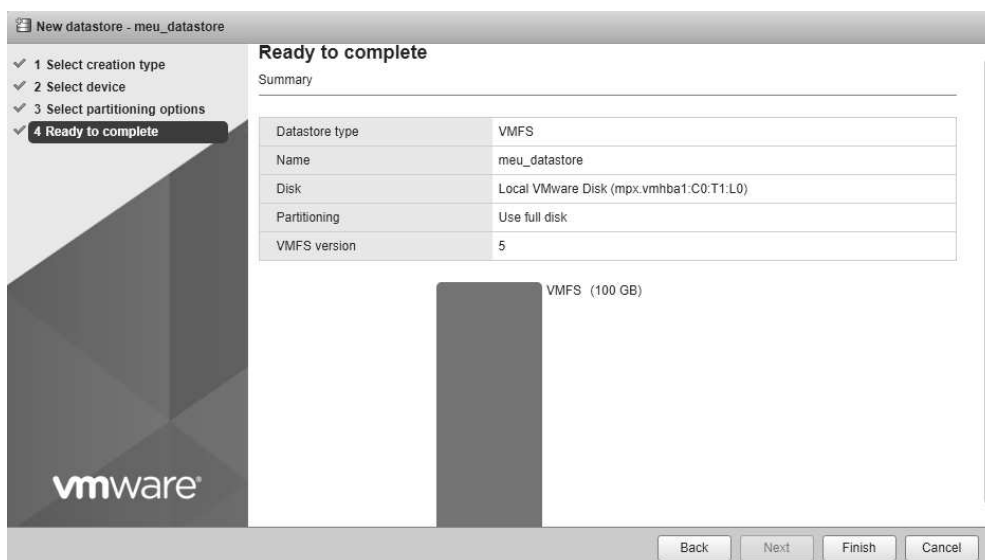 New datastore - meu_datastore
1 Select creation type
2 Select device
3 Select partitioning options
4 Ready to complete
Ready to complete
Summary
Datastore type VMFS
Name meu_datastore
Disk Local VMware Disk (mpx.vmhba1:C0:T1:L0)
Partitioning Use full disk
VMFS version 5
VMFS (100 GB)
vmware®
Back Next Finish Cancel